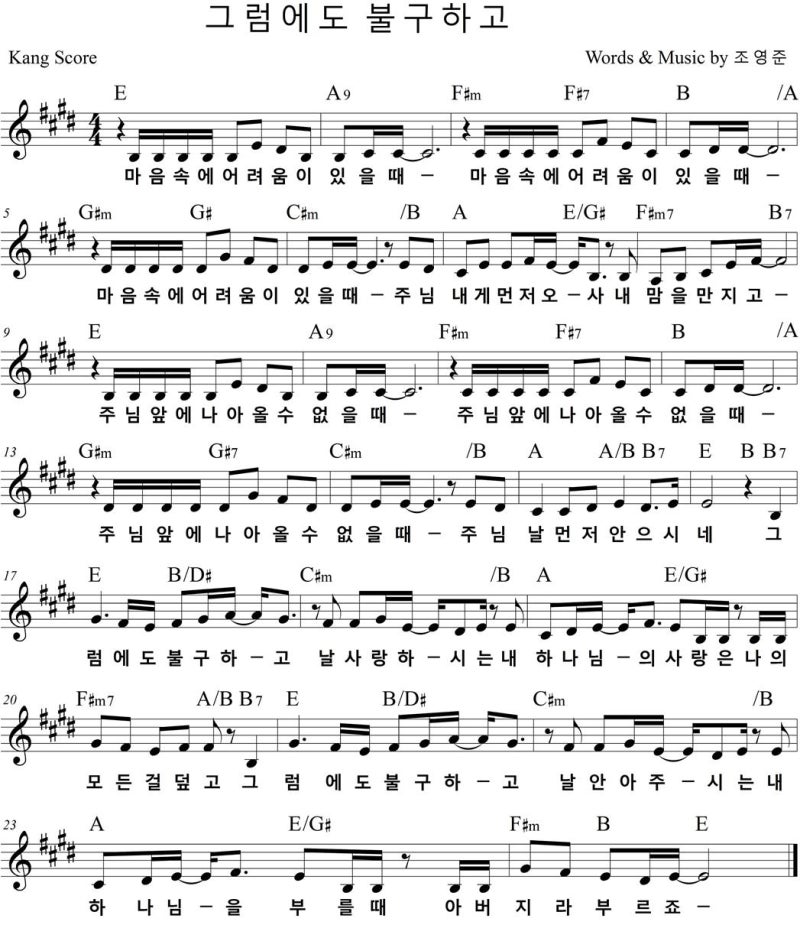 그럼에도 불구하고
Kang Score
Words & Music by 조영준
E A9 F#m F#7 B /A
마음속에어려움이 있을때– 마음속에어려움이 있을때–
5
G#m G# C#m /B A E/G# F#m7 B7
마음속에어려움이 있을때–주님 내게먼저오–사내 맘을만지고–
9
E A9 F#m F#7 B /A
주님앞에나아올수 없을때– 주님앞에나아올수 없을때–
13
G#m G#7 C#m /B A A/B B7 E B B7
주님앞에나아올수 없을때–주님 날먼저안으시네 그
17
E B/D# C#m /B A E/G#
럼에도불구하–고 날사랑하–시는내 하나님–의사랑은나의
20
F#m7 A/B B7 E B/D# C#m /B
모든걸덮고그 럼에도불구하–고 날안아주–시는내
23
A E/G# F#m B E
하나님–을부를때 아버지라부르죠–